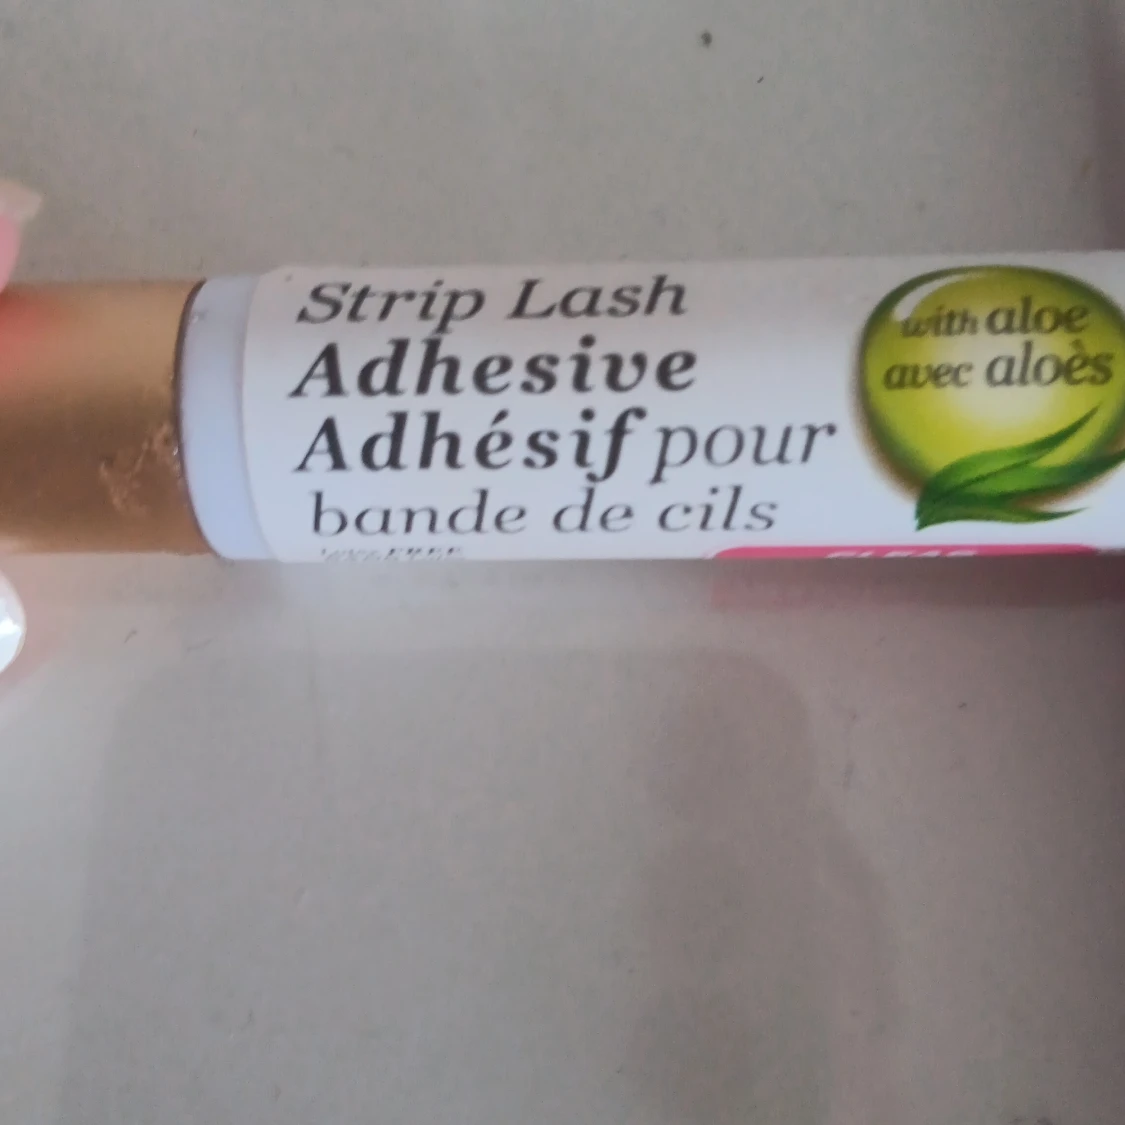 Strip Lash
Adhesive
Adhésif pour
bande de cils
with aloe
avec aloès